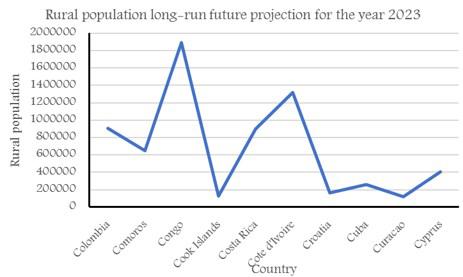 Rural population long-run future projection for the year 2023
2000000
1800000
1600000
1400000
1200000
1000000
800000
600000
400000
200000
0
Rural population
Colombia
Comoros
Congo
Cook Islands
Costa Rica
Cote d'Ivoire
Croatia
Cuba
Curacao
Cyprus
Country